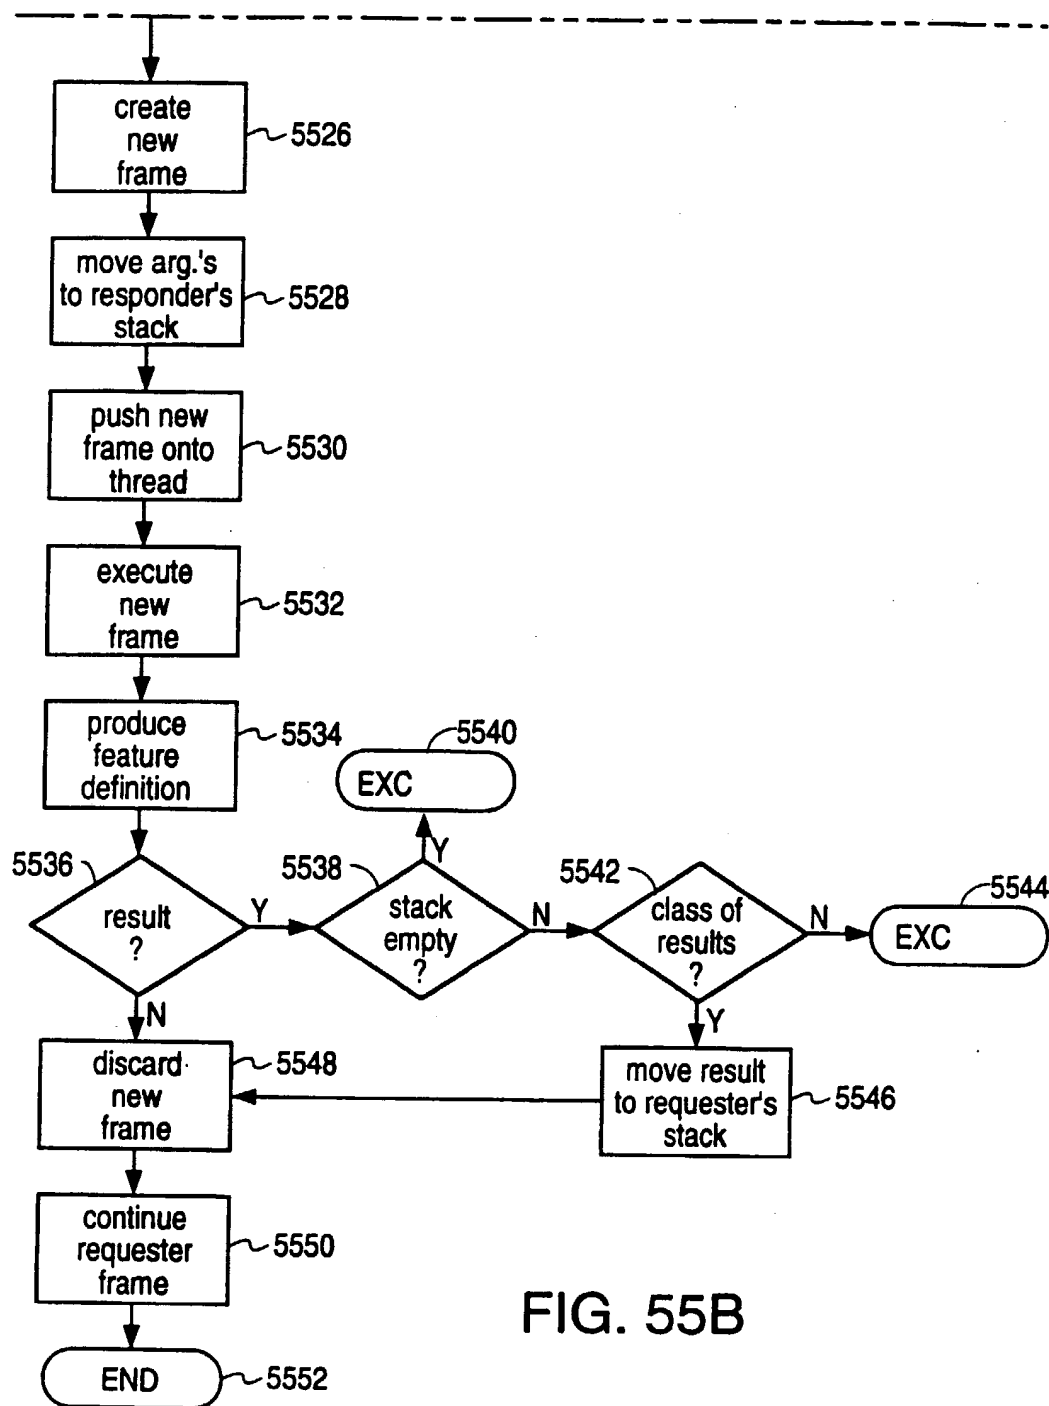 create
new
frame
5526
move arg.'s
to responder's
stack
5528
push new
frame onto
thread
5530
execute
new
frame
5532
produce
feature
definition
5534
5540
EXC
5536
result
?
Y
5538
stack
empty
?
Y
N
5542
class of
results
?
N
5544
EXC
Y
N
discard
new
frame
5548
move result
to requester's
stack
5546
continue
requester
frame
5550
FIG. 55B
END
5552